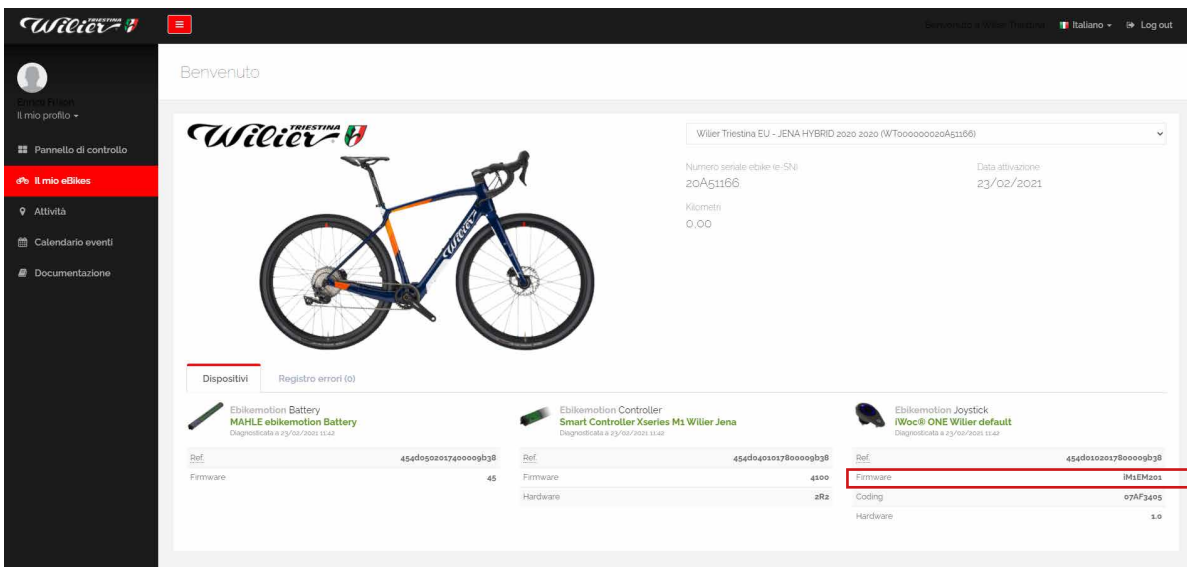 Wilier TRIESTINA
Benvenuto a Wilier Triestina
Italiano
Log out
Benvenuto
Il mio profilo
Pannello di controllo
Il mio eBikes
Attività
Calendario eventi
Documentazione
Wilier TRIESTINA
Wilier Triestina EU - JENA HYBRID 2020 2020 (WT000000020A51166)
Numero seriale ebike (e-SN)
Data attivazione
20A51166
23/02/2021
Kilometri
0,00
Wilier
Dispositivi
Registro errori (0)
Ebikemotion Battery
MAHLE ebikemotion Battery
Diagnosticata a 23/02/2021 11:42
Ref. 454d0502017400009b38
Firmware 45
Ebikemotion Controller
Smart Controller Xseries M1 Wilier Jena
Diagnosticata a 23/02/2021 11:42
Ref. 454d0401017800009b38
Firmware 4100
Hardware 2R2
Ebikemotion Joystick
iWoc® ONE Wilier default
Diagnosticata a 23/02/2021 11:42
Ref. 454d0102017800009b38
Firmware iM1EM201
Coding 07AF3405
Hardware 1.0